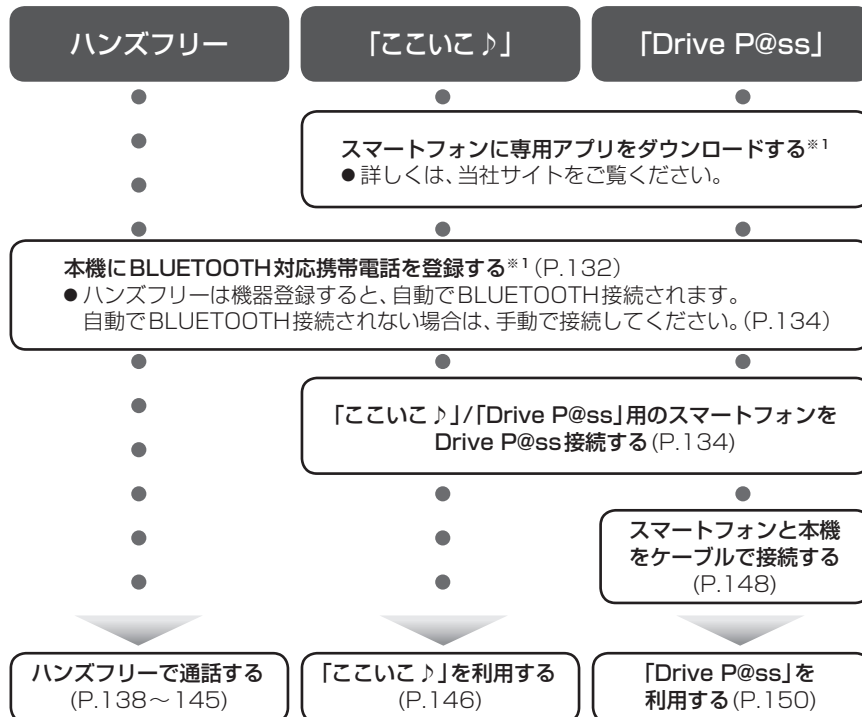 ハンズフリー
「ここいこ♪」
「Drive P@ss」
スマートフォンに専用アプリをダウンロードする※1
●詳しくは、当社サイトをご覧ください。
本機にBLUETOOTH対応携帯電話を登録する※1(P.132)
●ハンズフリーは機器登録すると、自動でBLUETOOTH接続されます。
自動でBLUETOOTH接続されない場合は、手動で接続してください。(P.134)
「ここいこ♪」/「Drive P@ss」用のスマートフォンを
Drive P@ss接続する(P.134)
スマートフォンと本機
をケーブルで接続する
(P.148)
ハンズフリーで通話する
(P.138～145)
「ここいこ♪」を利用する
(P.146)
「Drive P@ss」を
利用する(P.150)